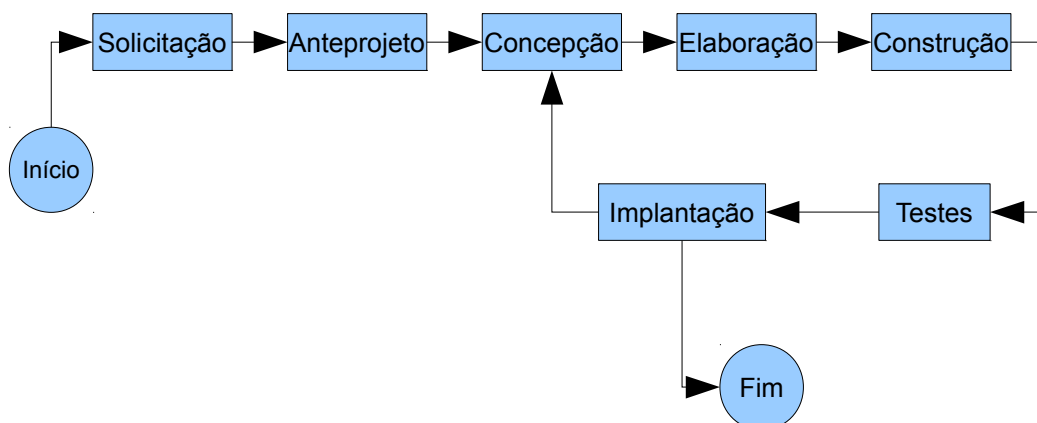 Solicitação
Anteprojeto
Concepção
Elaboração
Construção
Início
Implantação
Testes
Fim